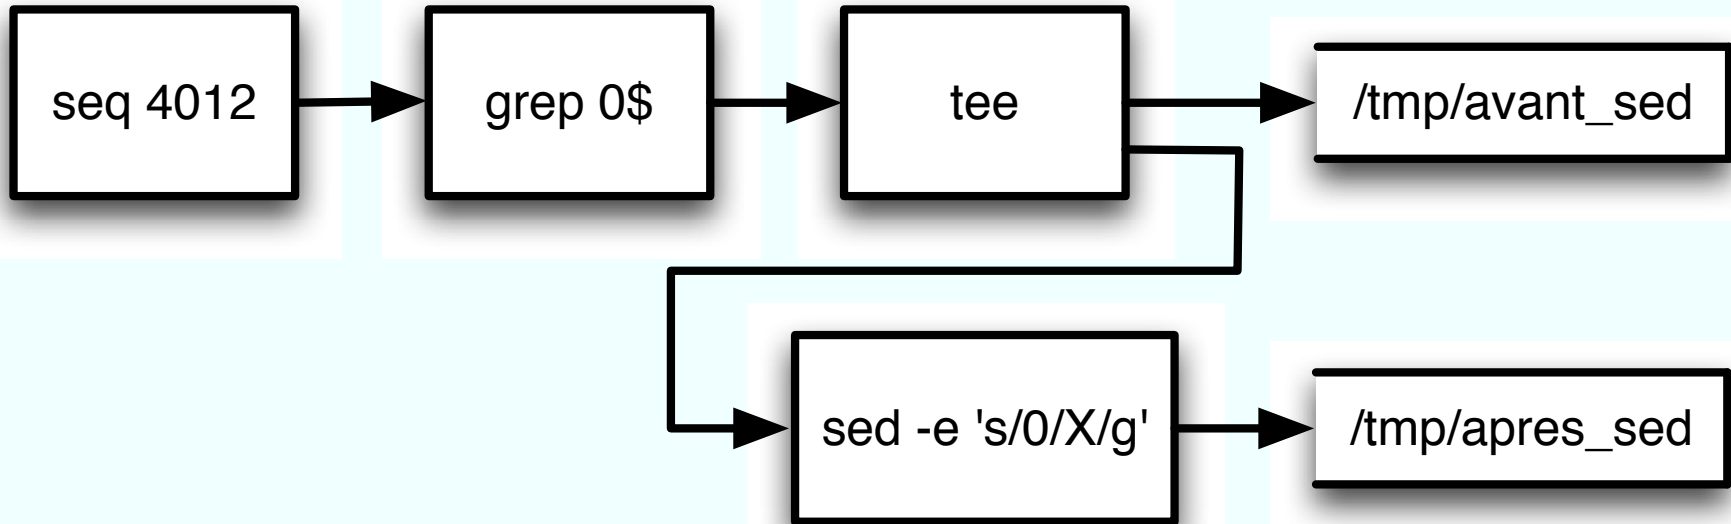 seq 4012
grep 0$
tee
/tmp/avant_sed
sed -e 's/0/X/g'
/tmp/apres_sed